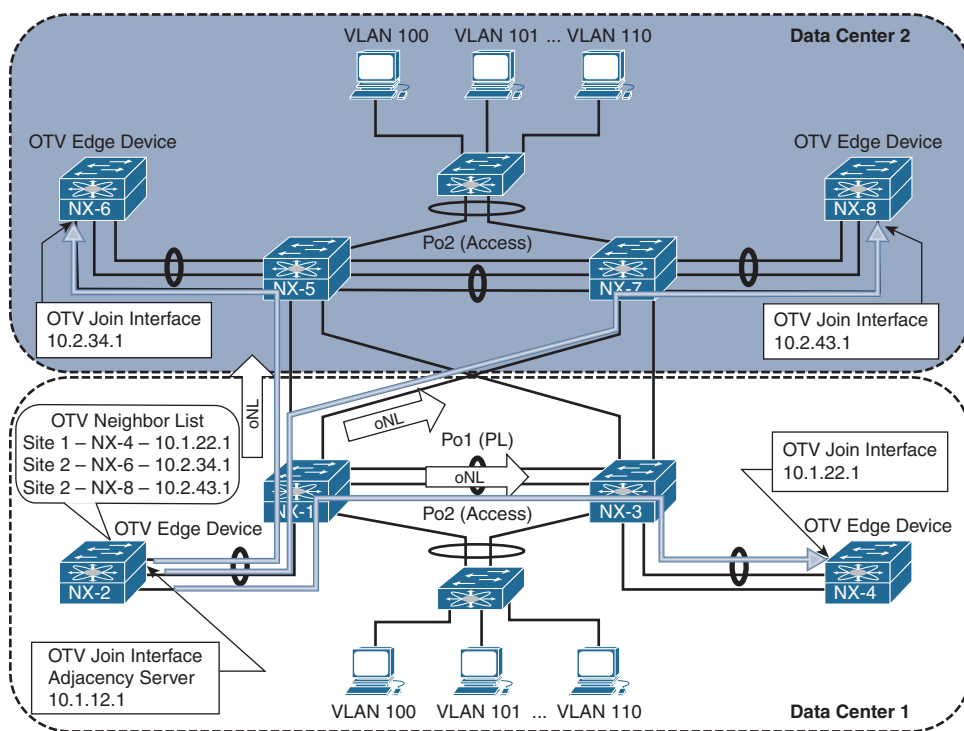 VLAN 100
VLAN 101 ... VLAN 110
Data Center 2
OTV Edge Device
NX-6
OTV Edge Device
NX-8
Po2 (Access)
NX-5
NX-7
OTV Join Interface
10.2.34.1
OTV Join Interface
10.2.43.1
oNL
OTV Neighbor List
Site 1 – NX-4 – 10.1.22.1
Site 2 – NX-6 – 10.2.34.1
Site 2 – NX-8 – 10.2.43.1
oNL
Po1 (PL)
oNL
OTV Join Interface
10.1.22.1
NX-1
NX-3
Po2 (Access)
OTV Edge Device
NX-2
OTV Edge Device
NX-4
OTV Join Interface
Adjacency Server
10.1.12.1
VLAN 100
VLAN 101 ... VLAN 110
Data Center 1